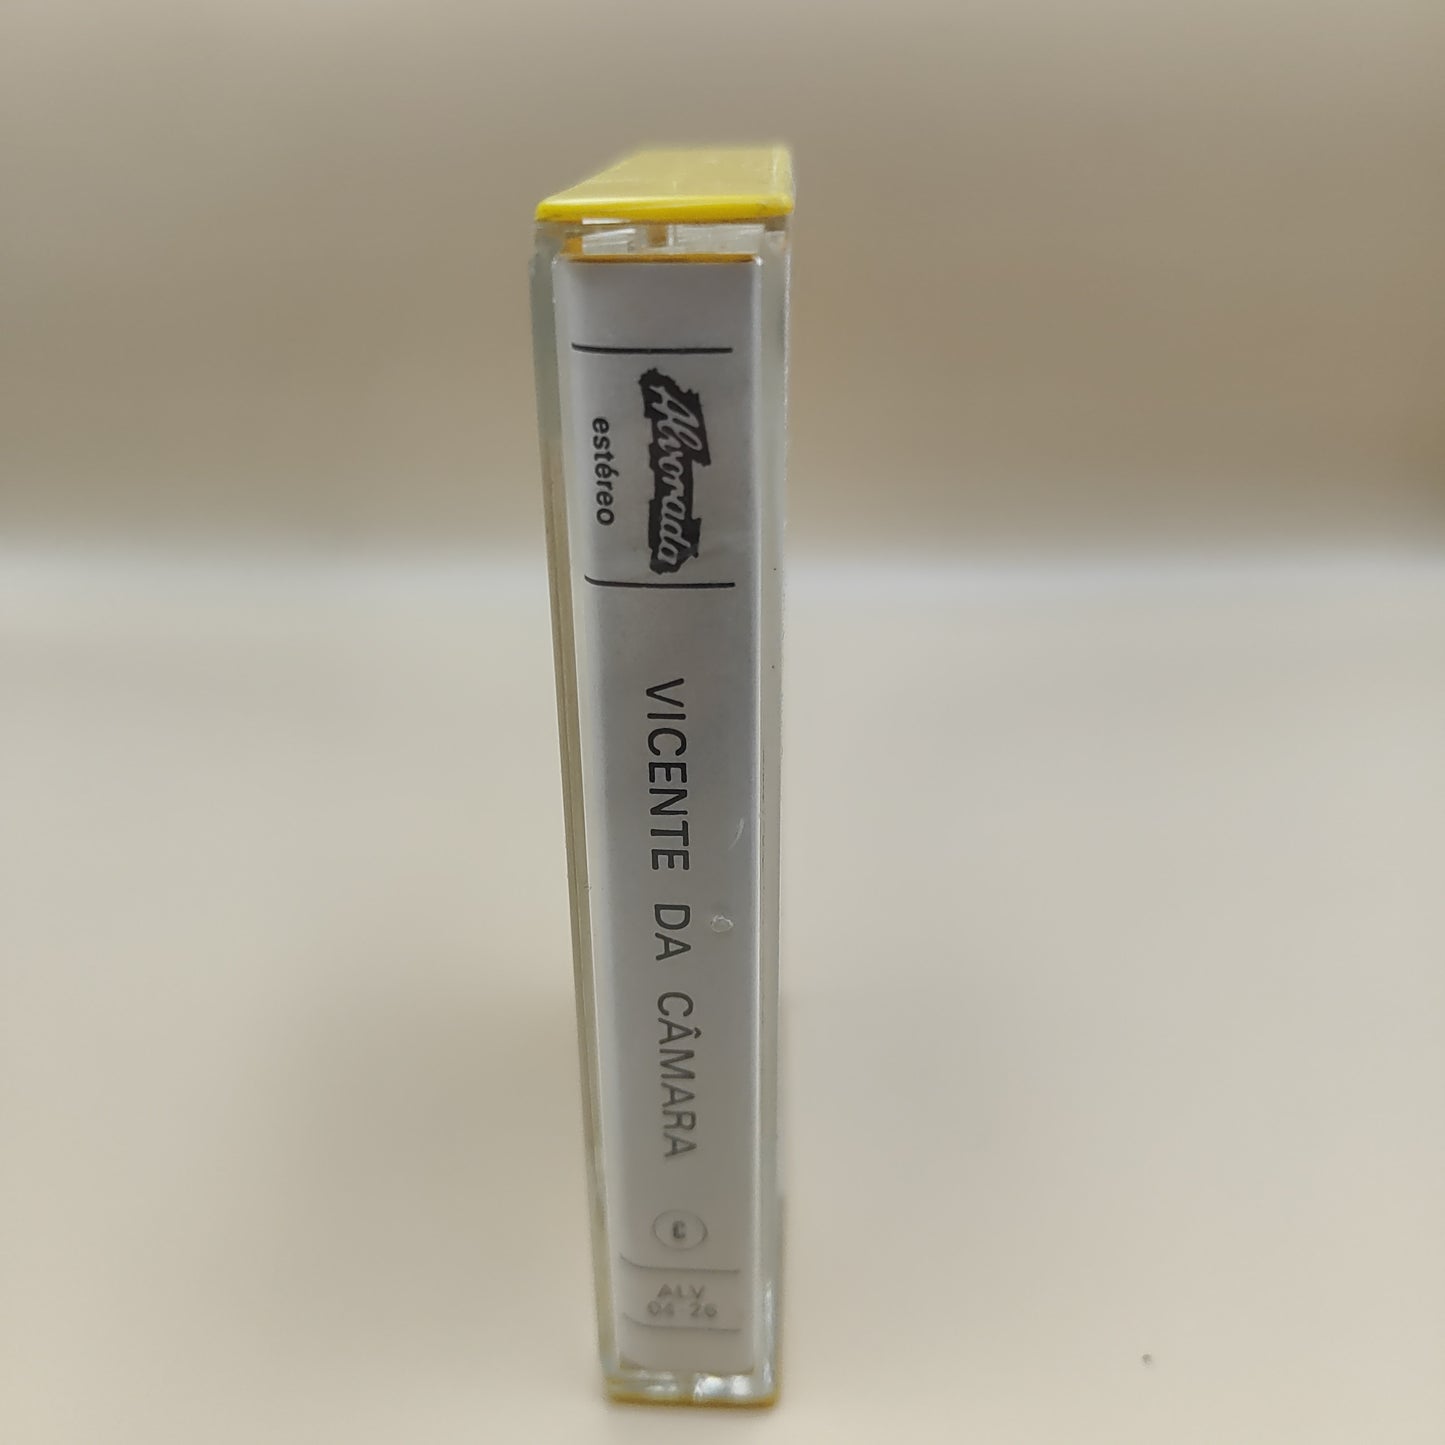 Alvorada
estéreo
VICENTE DA CÂMARA
ALV
04 26